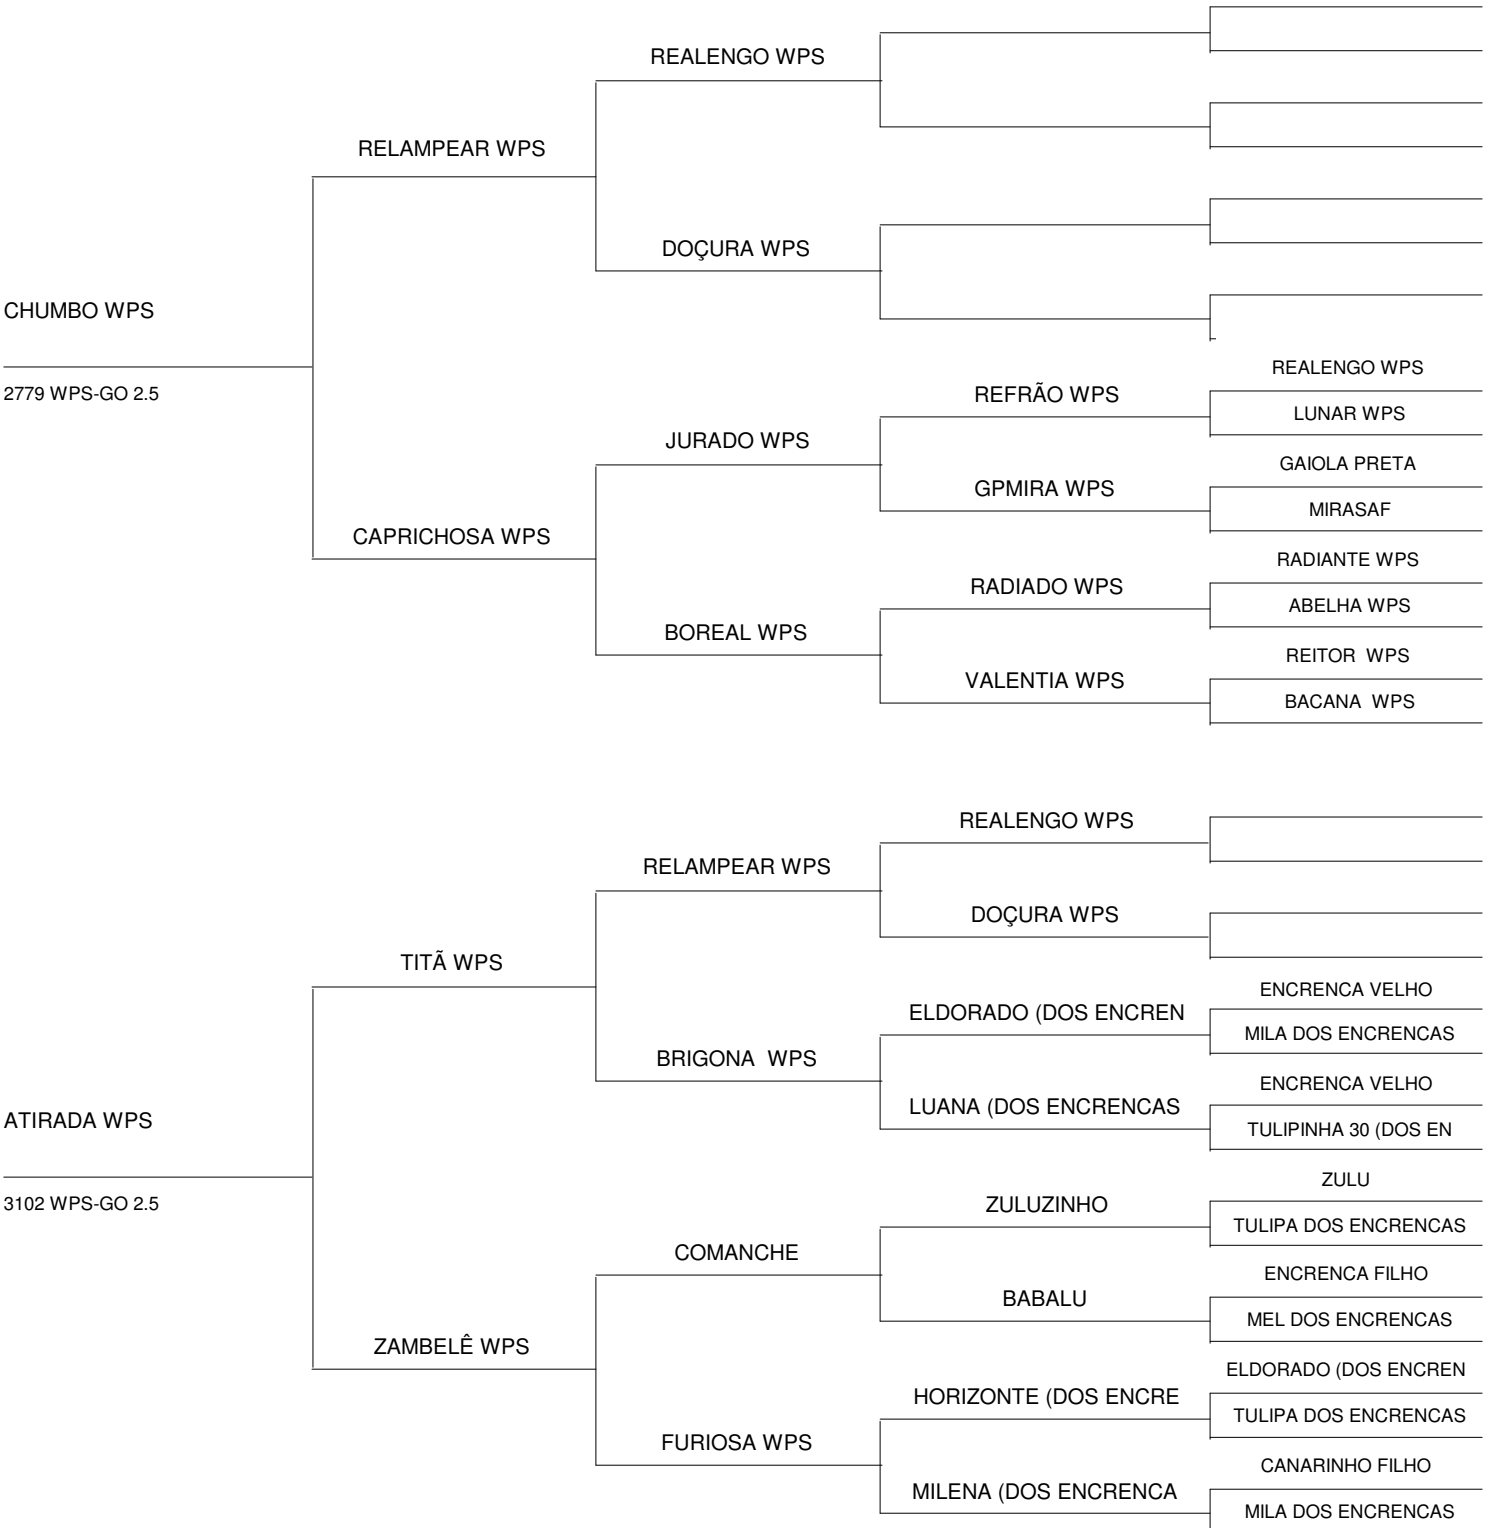 REALENGO WPS
RELAMPEAR WPS
DOÇURA WPS
CHUMBO WPS
2779 WPS-GO 2.5
REALENGO WPS
REFRÃO WPS
LUNAR WPS
JURADO WPS
GAIOLA PRETA
GPMIRA WPS
MIRASAF
CAPRICHOSA WPS
RADIANTE WPS
RADIADO WPS
ABELHA WPS
BOREAL WPS
REITOR  WPS
VALENTIA WPS
BACANA  WPS
REALENGO WPS
RELAMPEAR WPS
DOÇURA WPS
TITÃ WPS
ENCRENCA VELHO
ELDORADO (DOS ENCREN
MILA DOS ENCRENCAS
BRIGONA  WPS
ENCRENCA VELHO
LUANA (DOS ENCRENCAS
TULIPINHA 30 (DOS EN
ATIRADA WPS
3102 WPS-GO 2.5
ZULU
ZULUZINHO
TULIPA DOS ENCRENCAS
COMANCHE
ENCRENCA FILHO
BABALU
MEL DOS ENCRENCAS
ZAMBELÊ WPS
ELDORADO (DOS ENCREN
HORIZONTE (DOS ENCRE
TULIPA DOS ENCRENCAS
FURIOSA WPS
CANARINHO FILHO
MILENA (DOS ENCRENCA
MILA DOS ENCRENCAS